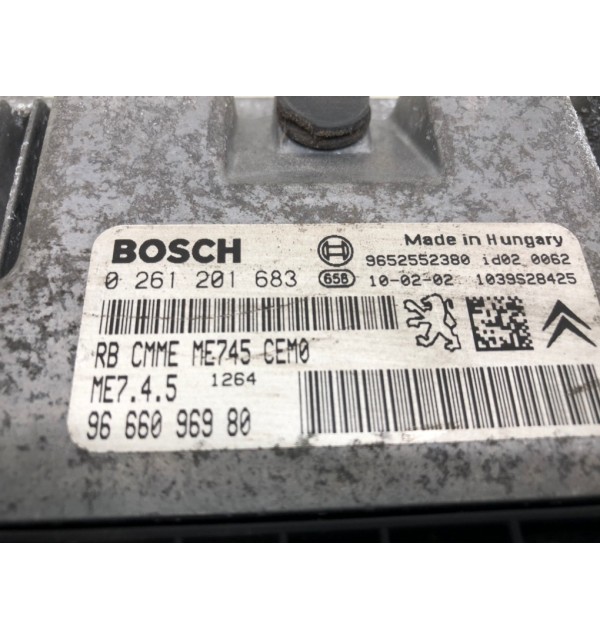 BOSCH
Made in Hungary
9652552380 id02 0062
0 261 201 683
658 10-02-02 1039S28425
RB CMME ME745 CEM0
ME7.4.5 1264
96 660 969 80